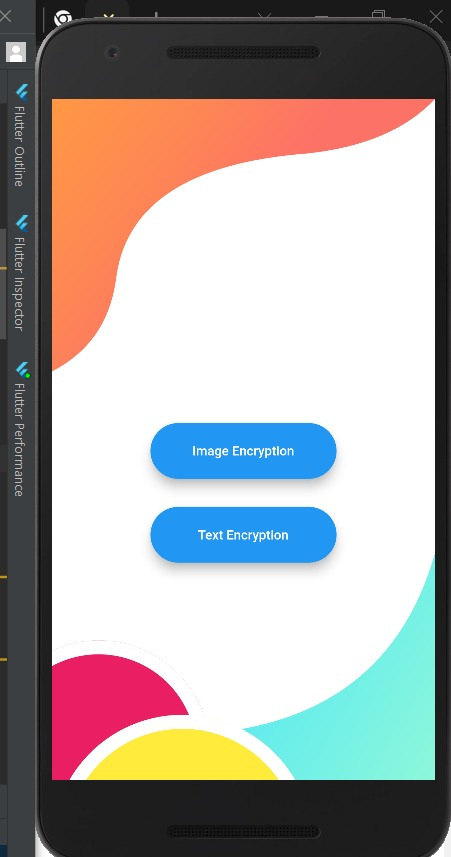 Flutter Outline
Flutter Inspector
Flutter Performance
Image Encryption
Text Encryption